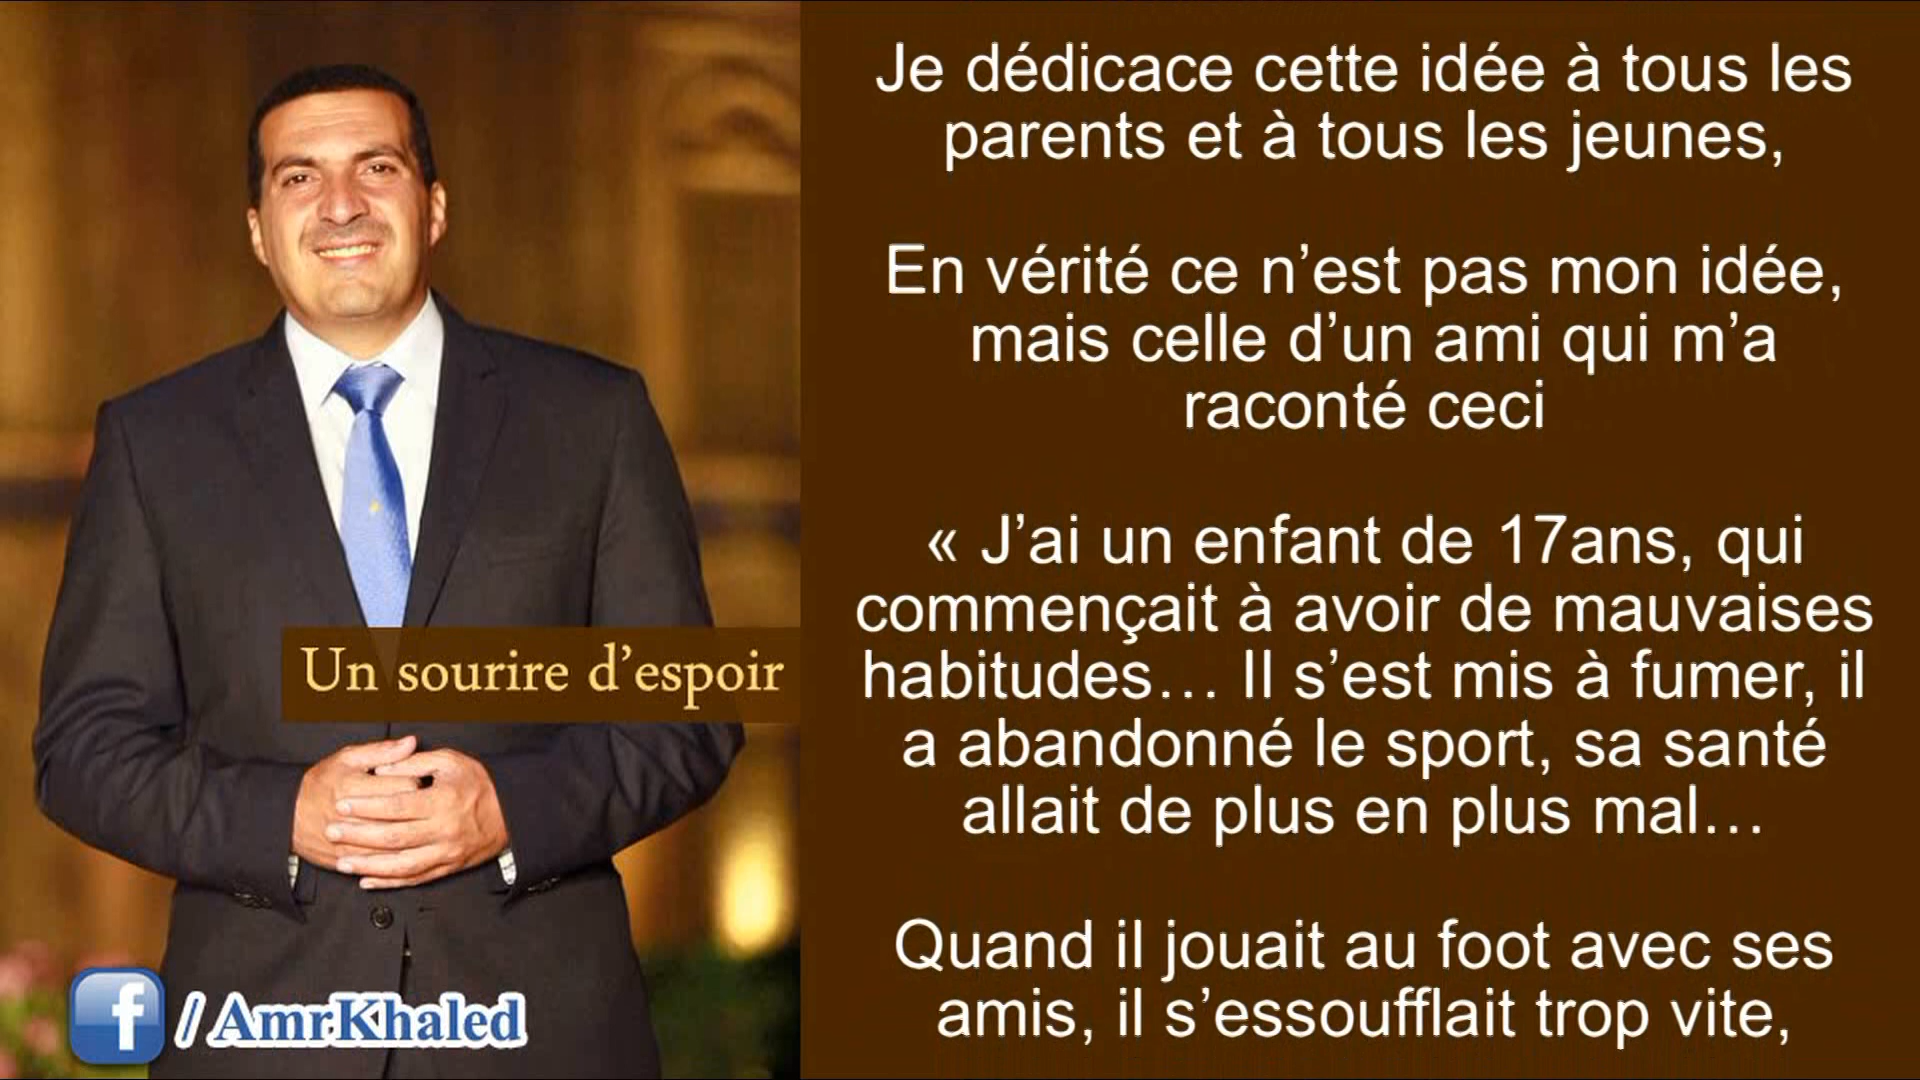 Un sourire d’espoir
f / AmrKhaled
Je dédicace cette idée à tous les
parents et à tous les jeunes,
En vérité ce n’est pas mon idée,
mais celle d’un ami qui m’a
raconté ceci
« J’ai un enfant de 17ans, qui
commençait à avoir de mauvaises
habitudes… Il s’est mis à fumer, il
a abandonné le sport, sa santé
allait de plus en plus mal…
Quand il jouait au foot avec ses
amis, il s’essoufflait trop vite,